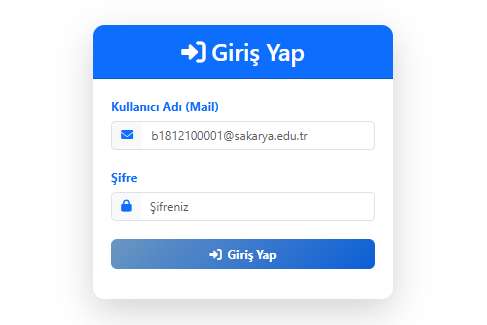 Giriş Yap
Kullanıcı Adı (Mail)
b1812100001@sakarya.edu.tr
Şifre
Şifreniz
Giriş Yap